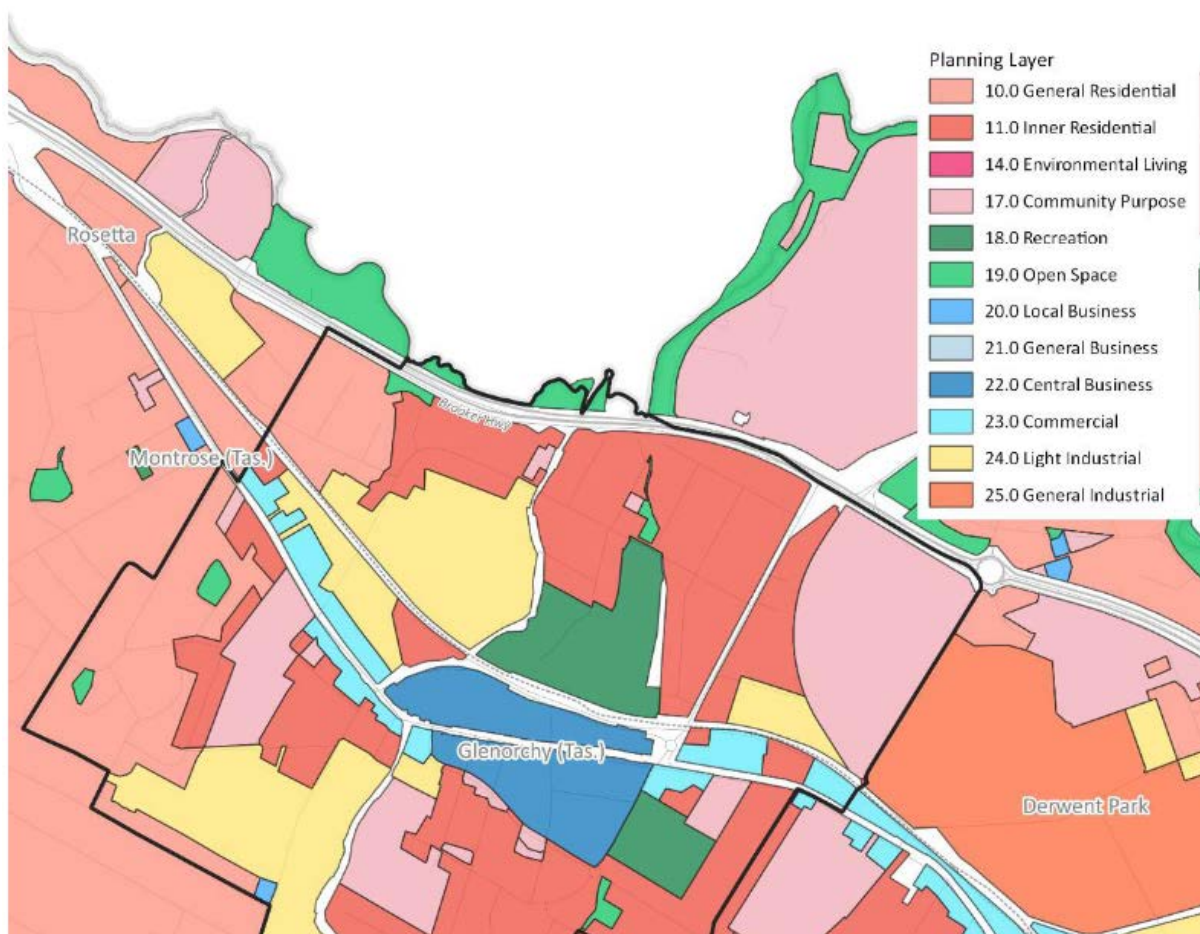 Planning Layer
10.0 General Residential
11.0 Inner Residential
14.0 Environmental Living
17.0 Community Purpose
18.0 Recreation
19.0 Open Space
20.0 Local Business
21.0 General Business
22.0 Central Business
23.0 Commercial
24.0 Light Industrial
25.0 General Industrial
Rosetta
Brooker Hwy
Montrose (Tas.)
Glenorchy (Tas.)
Derwent Park